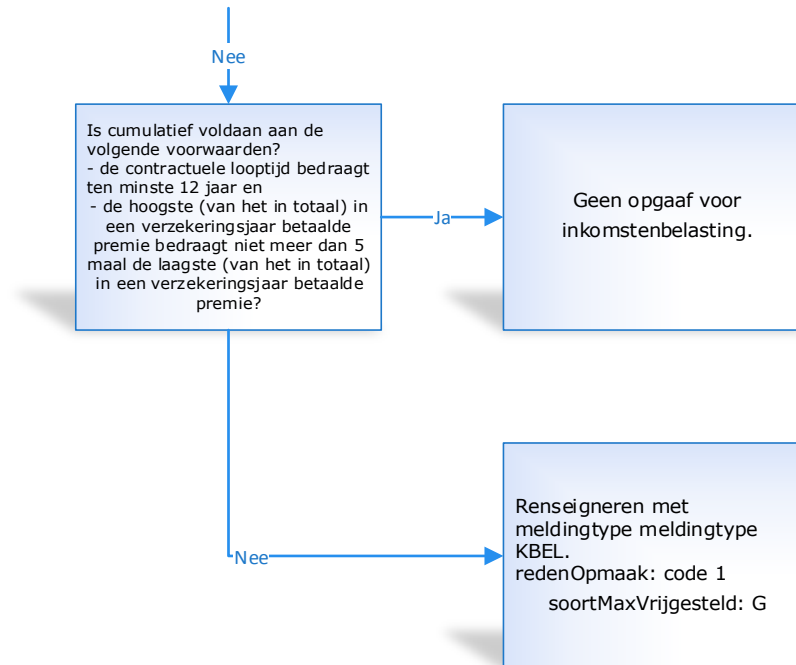 Nee
Is cumulatief voldaan aan de
volgende voorwaarden?
- de contractuele looptijd bedraagt
ten minste 12 jaar en
- de hoogste (van het in totaal) in
een verzekeringsjaar betaalde
premie bedraagt niet meer dan 5
maal de laagste (van het in totaal)
in een verzekeringsjaar betaalde
premie?
Ja
Geen opgaaf voor
inkomstenbelasting.
Nee
Renseigneren met
meldingtype meldingtype
KBEL.
redenOpmaak: code 1
soortMaxVrijgesteld: G